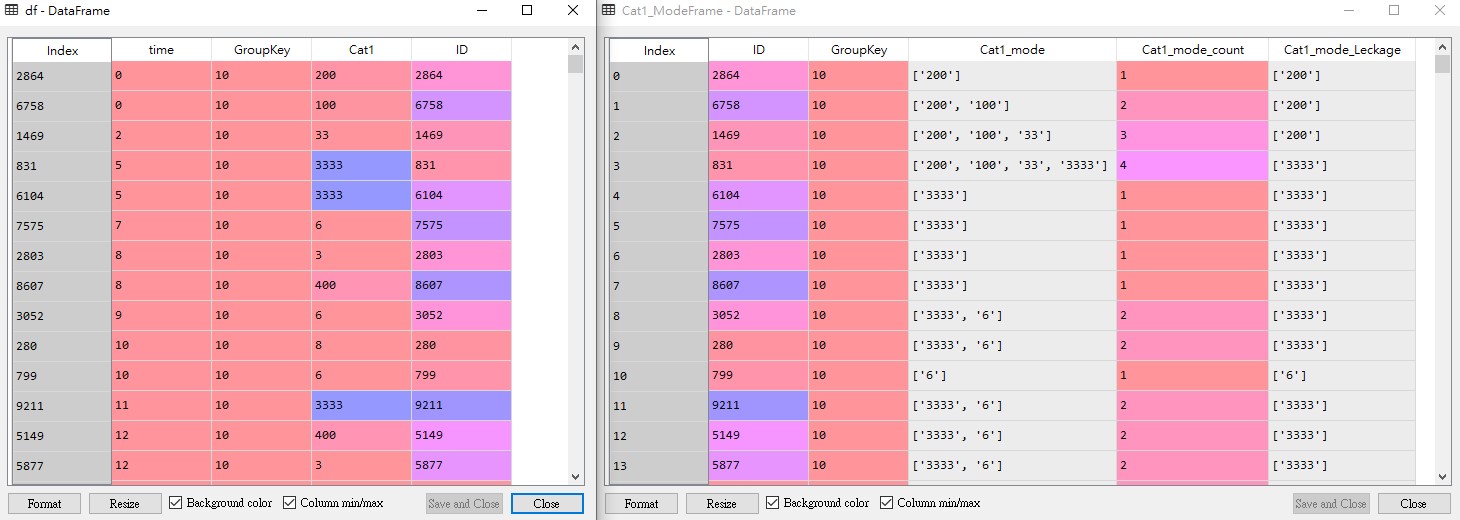 df - DataFrame
Index time GroupKey Cat1 ID
2864 0 10 200 2864
6758 0 10 100 6758
1469 2 10 33 1469
831 5 10 3333 831
6104 5 10 3333 6104
7575 7 10 6 7575
2803 8 10 3 2803
8607 8 10 400 8607
3052 9 10 6 3052
280 10 10 8 280
799 10 10 6 799
9211 11 10 3333 9211
5149 12 10 400 5149
5877 12 10 3 5877
Format Resize Background color Column min/max Save and Close Close
Cat1_ModeFrame - DataFrame
Index ID GroupKey Cat1_mode Cat1_mode_count Cat1_mode_Leckage
0 2864 10 ['200'] 1 ['200']
1 6758 10 ['200', '100'] 2 ['200']
2 1469 10 ['200', '100', '33'] 3 ['200']
3 831 10 ['200', '100', '33', '3333'] 4 ['3333']
4 6104 10 ['3333'] 1 ['3333']
5 7575 10 ['3333'] 1 ['3333']
6 2803 10 ['3333'] 1 ['3333']
7 8607 10 ['3333'] 1 ['3333']
8 3052 10 ['3333', '6'] 2 ['3333']
9 280 10 ['3333', '6'] 2 ['3333']
10 799 10 ['6'] 1 ['6']
11 9211 10 ['3333', '6'] 2 ['3333']
12 5149 10 ['3333', '6'] 2 ['3333']
13 5877 10 ['3333', '6'] 2 ['3333']
Format Resize Background color Column min/max Save and Close Close